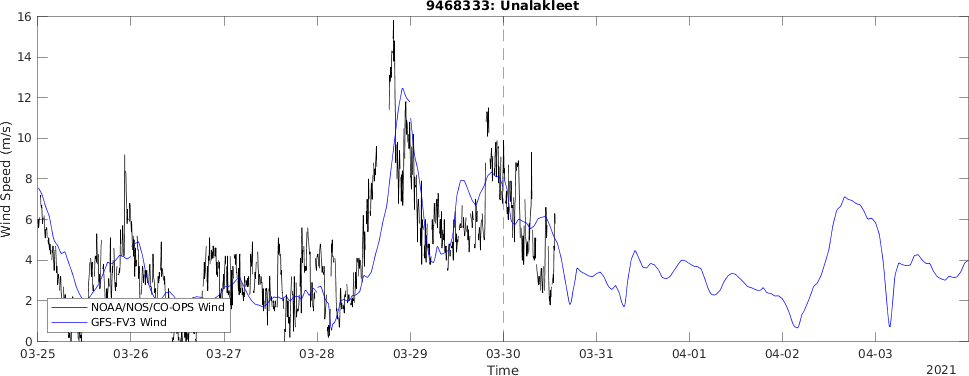 9468333: Unalakleet
16
14
12
10
8
6
4
2
0
Wind Speed (m/s)
NOAA/NOS/CO-OPS Wind
GFS-FV3 Wind
03-25 03-26 03-27 03-28 03-29 03-30 03-31 04-01 04-02 04-03
Time
2021